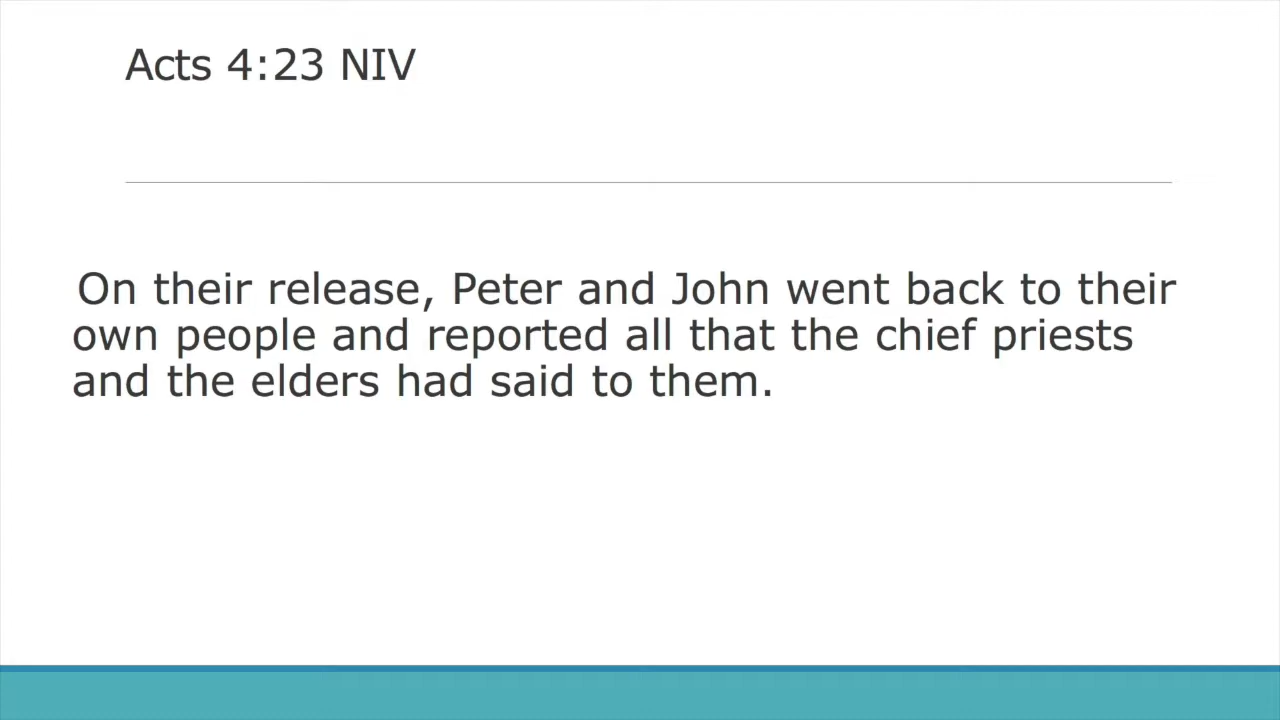 Acts 4:23 NIV
On their release, Peter and John went back to their
own people and reported all that the chief priests
and the elders had said to them.